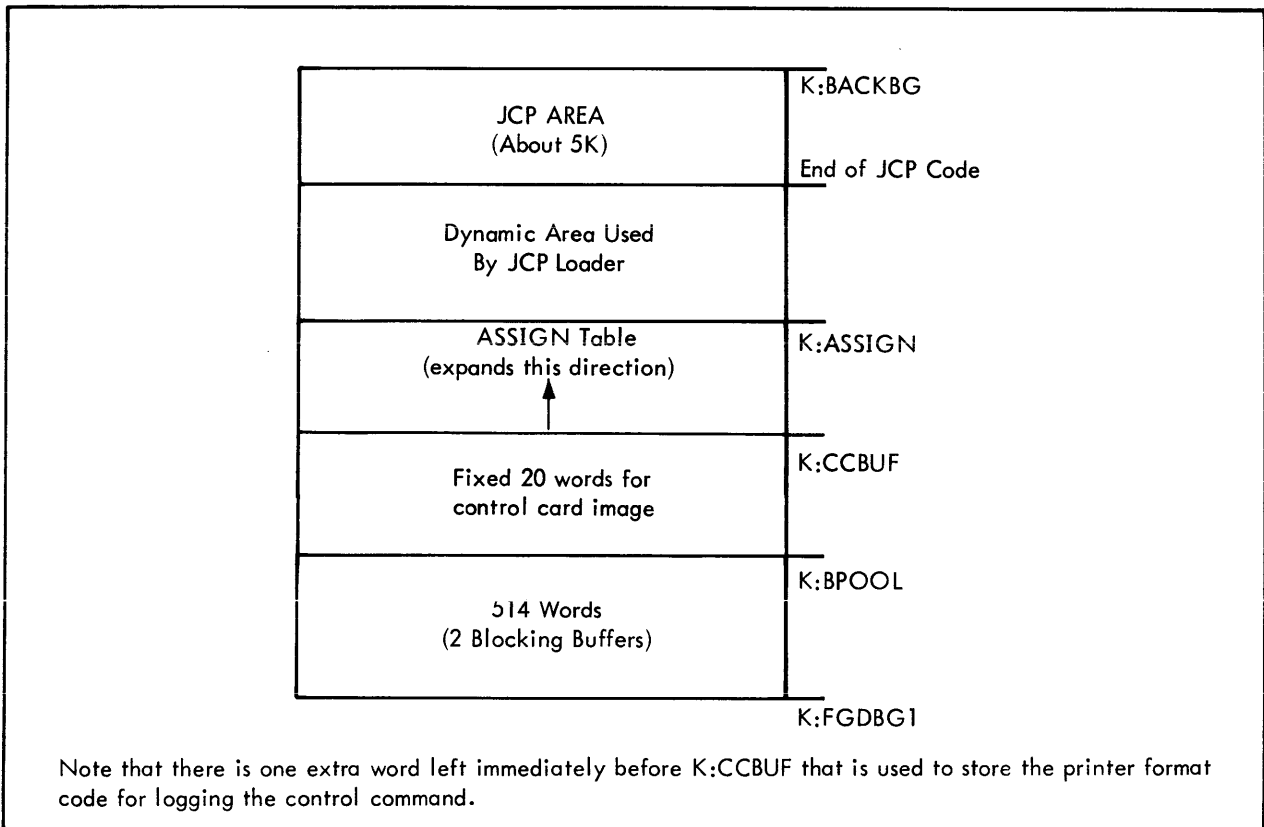 K:BACKBG
JCP AREA
(About 5K)
End of JCP Code
Dynamic Area Used
By JCP Loader
ASSIGN Table
K:ASSIGN
(expands this direction)
K:CCBUF
Fixed 20 words for
control card image
K:BPOOL
514 Words
(2 Blocking Buffers)
K:FGDBG1
Note that there is one extra word left immediately before K:CCBUF that is used to store the printer format
code for logging the control command.